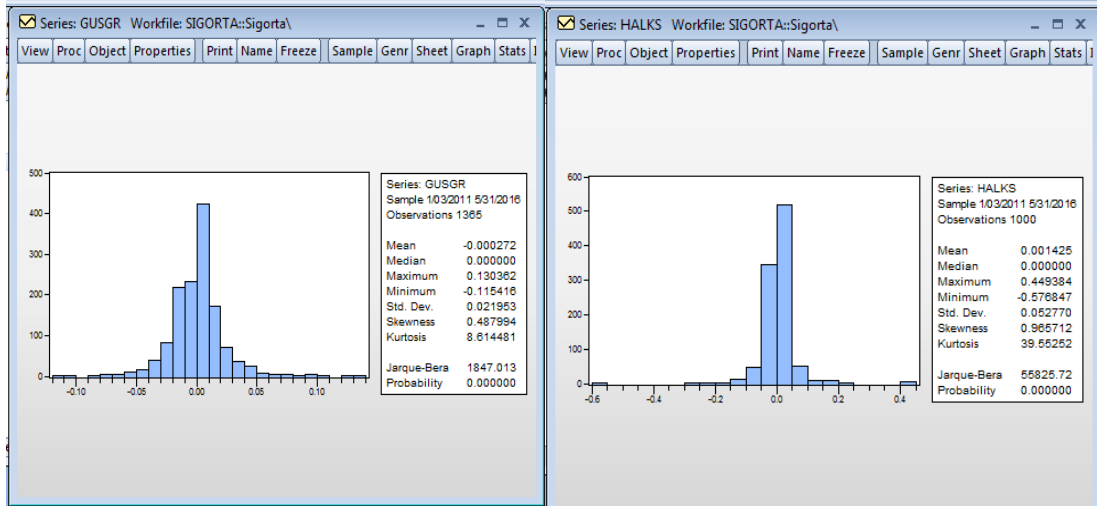 Series: GUSGR Workfile: SIGORTA::Sigorta\
View Proc Object Properties Print Name Freeze Sample Genr Sheet Graph Stats
500
400
300
200
100
0
-0.10 -0.05 0.00 0.05 0.10
Series: GUSGR
Sample 1/03/2011 5/31/2016
Observations 1365
Mean -0.000272
Median 0.000000
Maximum 0.130362
Minimum -0.115416
Std. Dev. 0.021953
Skewness 0.487994
Kurtosis 8.614481
Jarque-Bera 1847.013
Probability 0.000000
Series: HALKS Workfile: SIGORTA::Sigorta\
View Proc Object Properties Print Name Freeze Sample Genr Sheet Graph Stats
600
500
400
300
200
100
0
-0.6 -0.4 -0.2 0.0 0.2 0.4
Series: HALKS
Sample 1/03/2011 5/31/2016
Observations 1000
Mean 0.001425
Median 0.000000
Maximum 0.449384
Minimum -0.576847
Std. Dev. 0.052770
Skewness 0.965712
Kurtosis 39.55252
Jarque-Bera 55825.72
Probability 0.000000